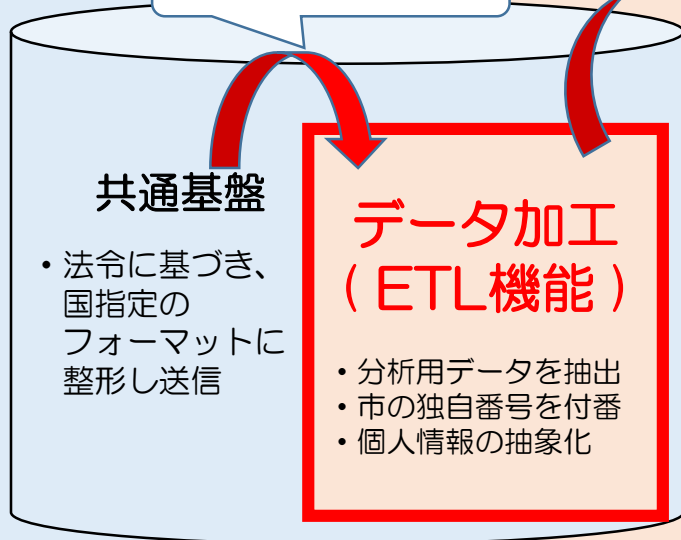 共通基盤
・法令に基づき、
国指定の
フォーマットに
整形し送信
データ加工
（ETL機能）
・分析用データを抽出
・市の独自番号を付番
・個人情報の抽象化